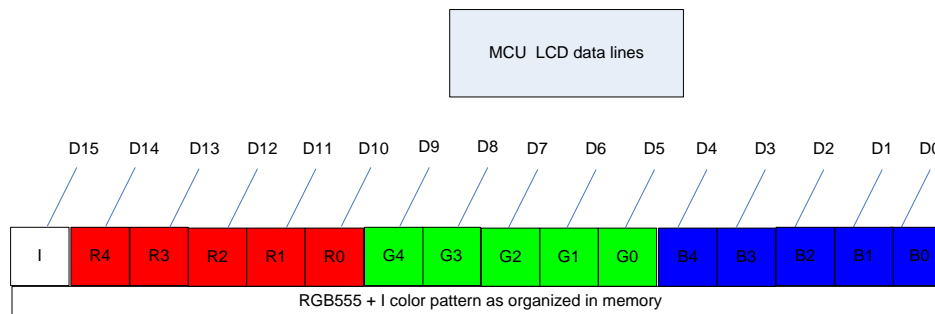 MCU LCD data lines
D15 D14 D13 D12 D11 D10 D9 D8 D7 D6 D5 D4 D3 D2 D1 D0
I R4 R3 R2 R1 R0 G4 G3 G2 G1 G0 B4 B3 B2 B1 B0
RGB555 + I color pattern as organized in memory